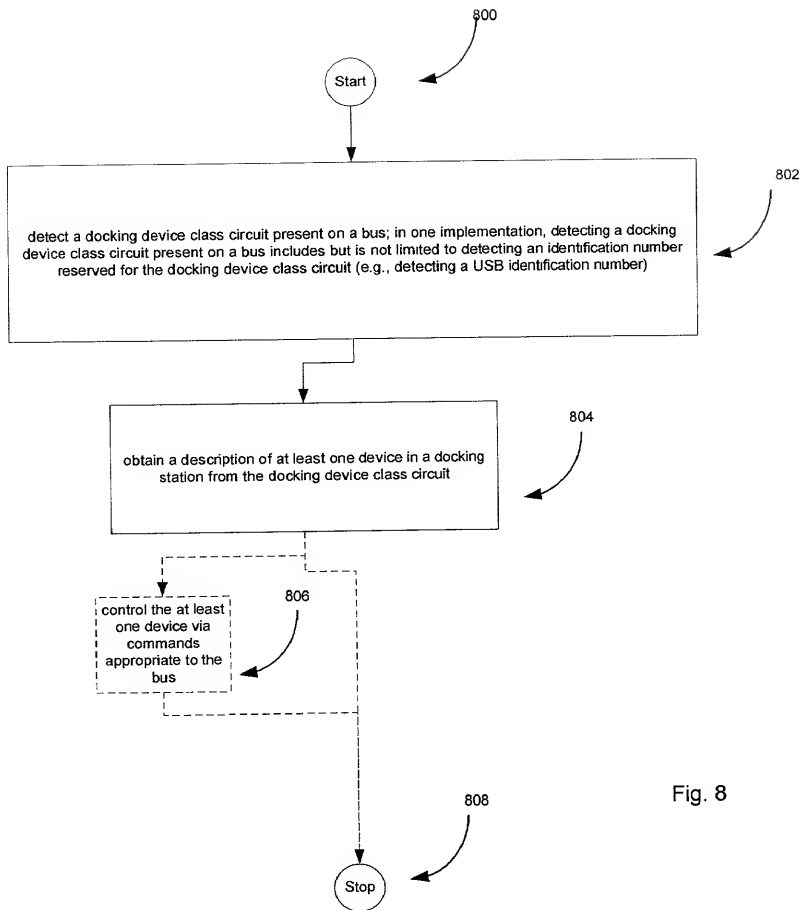 800
Start
802
detect a docking device class circuit present on a bus; in one implementation, detecting a docking
device class circuit present on a bus includes but is not limited to detecting an identification number
reserved for the docking device class circuit (e.g., detecting a USB identification number)
804
obtain a description of at least one device in a docking
station from the docking device class circuit
806
control the at least
one device via
commands
appropriate to the
bus
Fig. 8
808
Stop